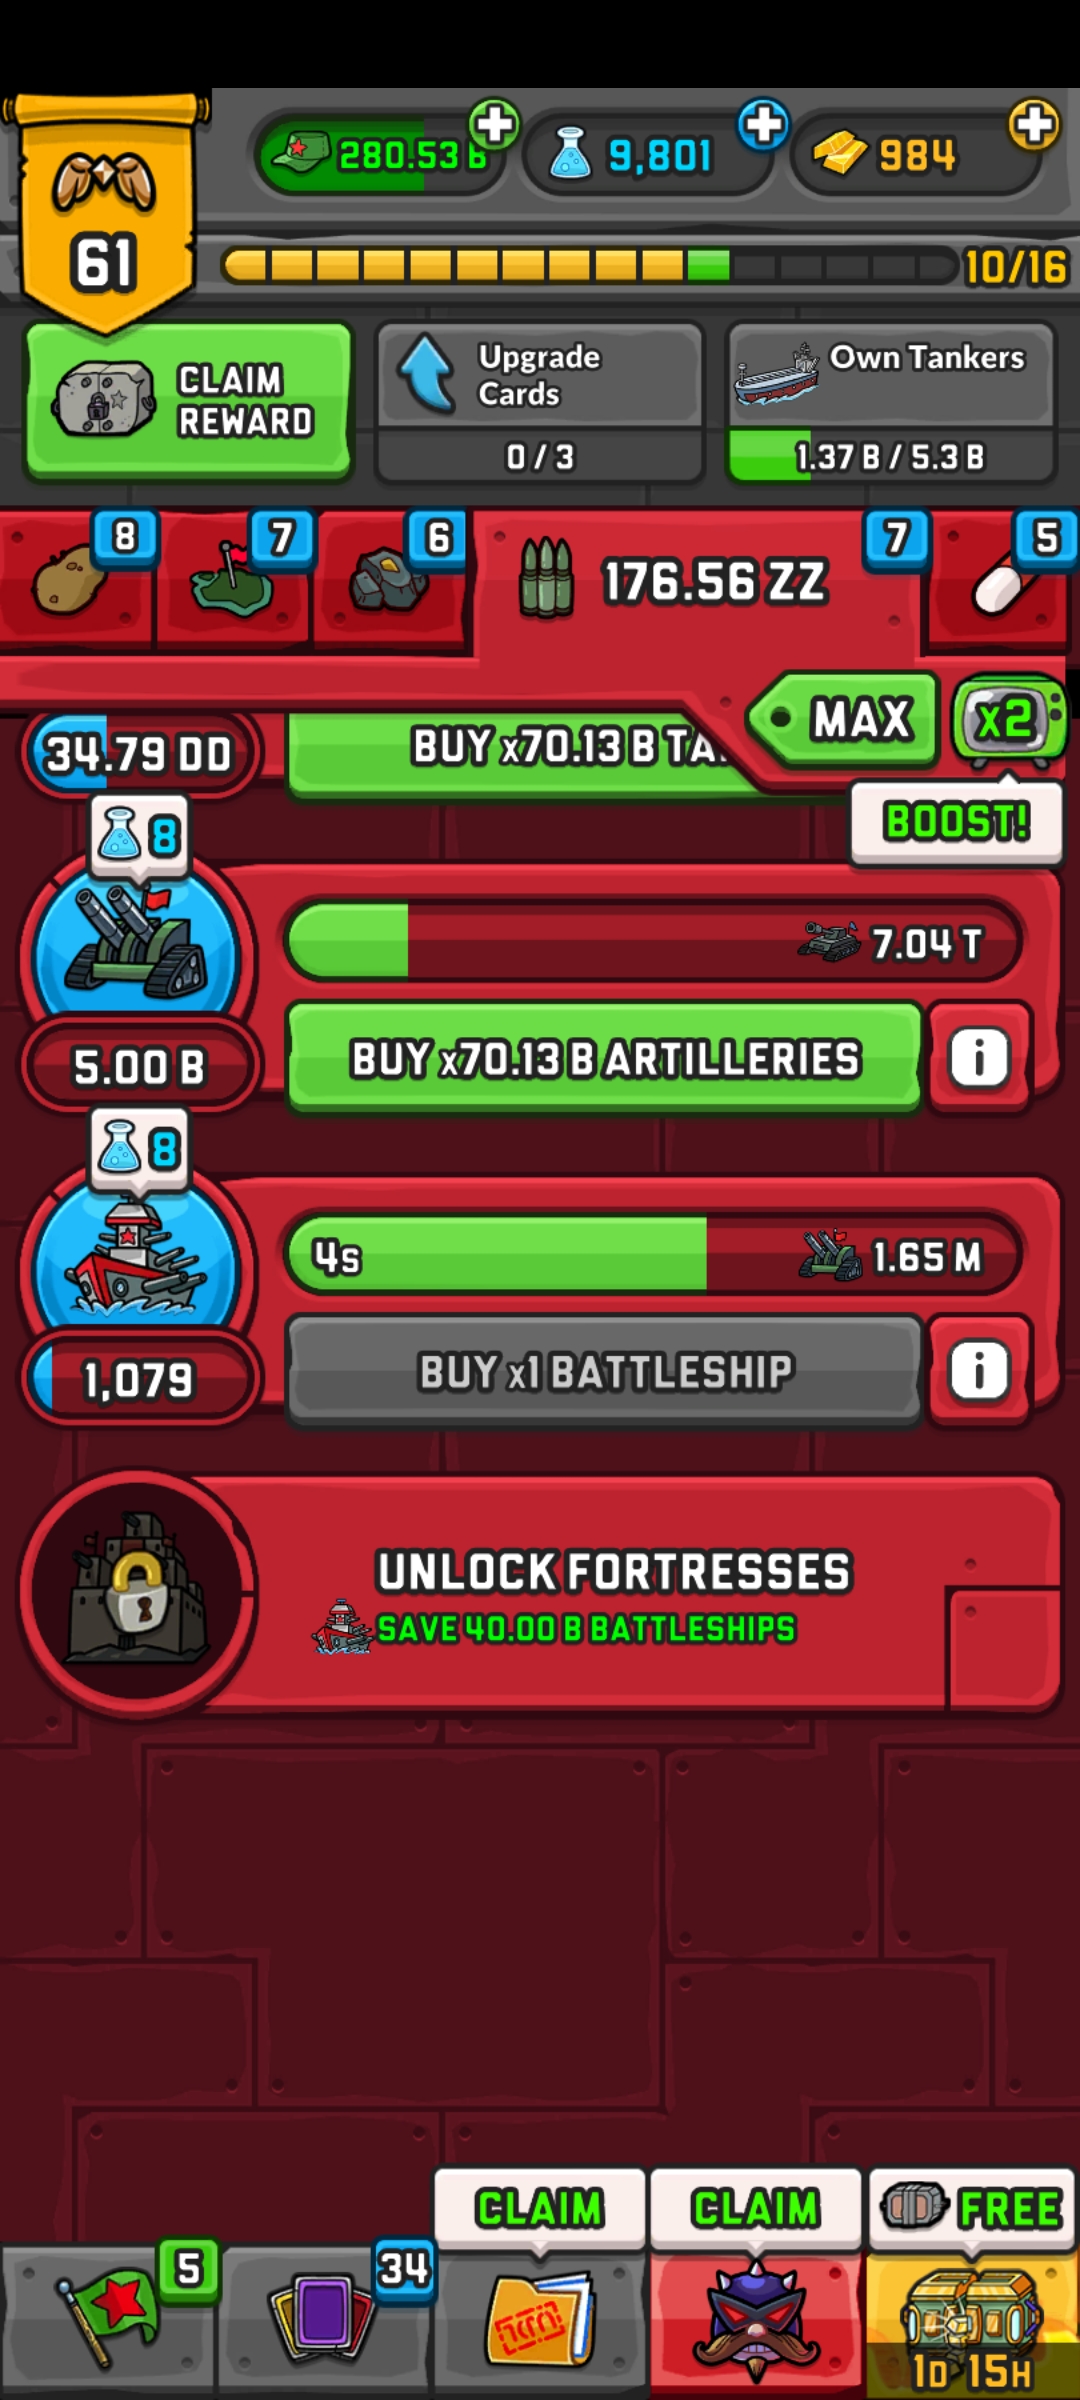 280.53 B
9,801
984
61
10/16
CLAIM
REWARD
Upgrade
Cards
0 / 3
Own Tankers
1.37 B / 5.3 B
8
7
6
176.56 ZZ
7
5
MAX
x2
34.79 DD
BUY x70.13 B TA
BOOST!
8
7.04 T
5.00 B
BUY x70.13 B ARTILLERIES
i
8
4s
1.65 M
1,079
BUY x1 BATTLESHIP
i
UNLOCK FORTRESSES
SAVE 40.00 B BATTLESHIPS
CLAIM
CLAIM
FREE
5
34
1D 15H